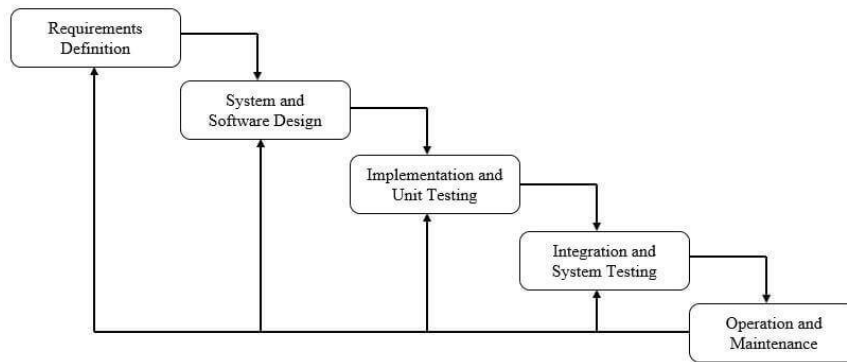 Requirements
Definition
System and
Software Design
Implementation and
Unit Testing
Integration and
System Testing
Operation and
Maintenance